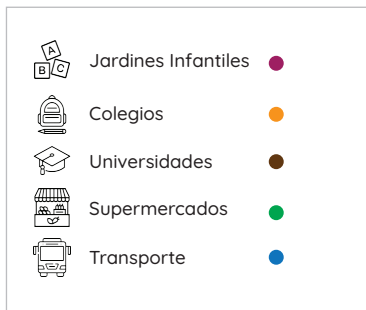 A
B C
Jardines Infantiles
Colegios
Universidades
Supermercados
Transporte